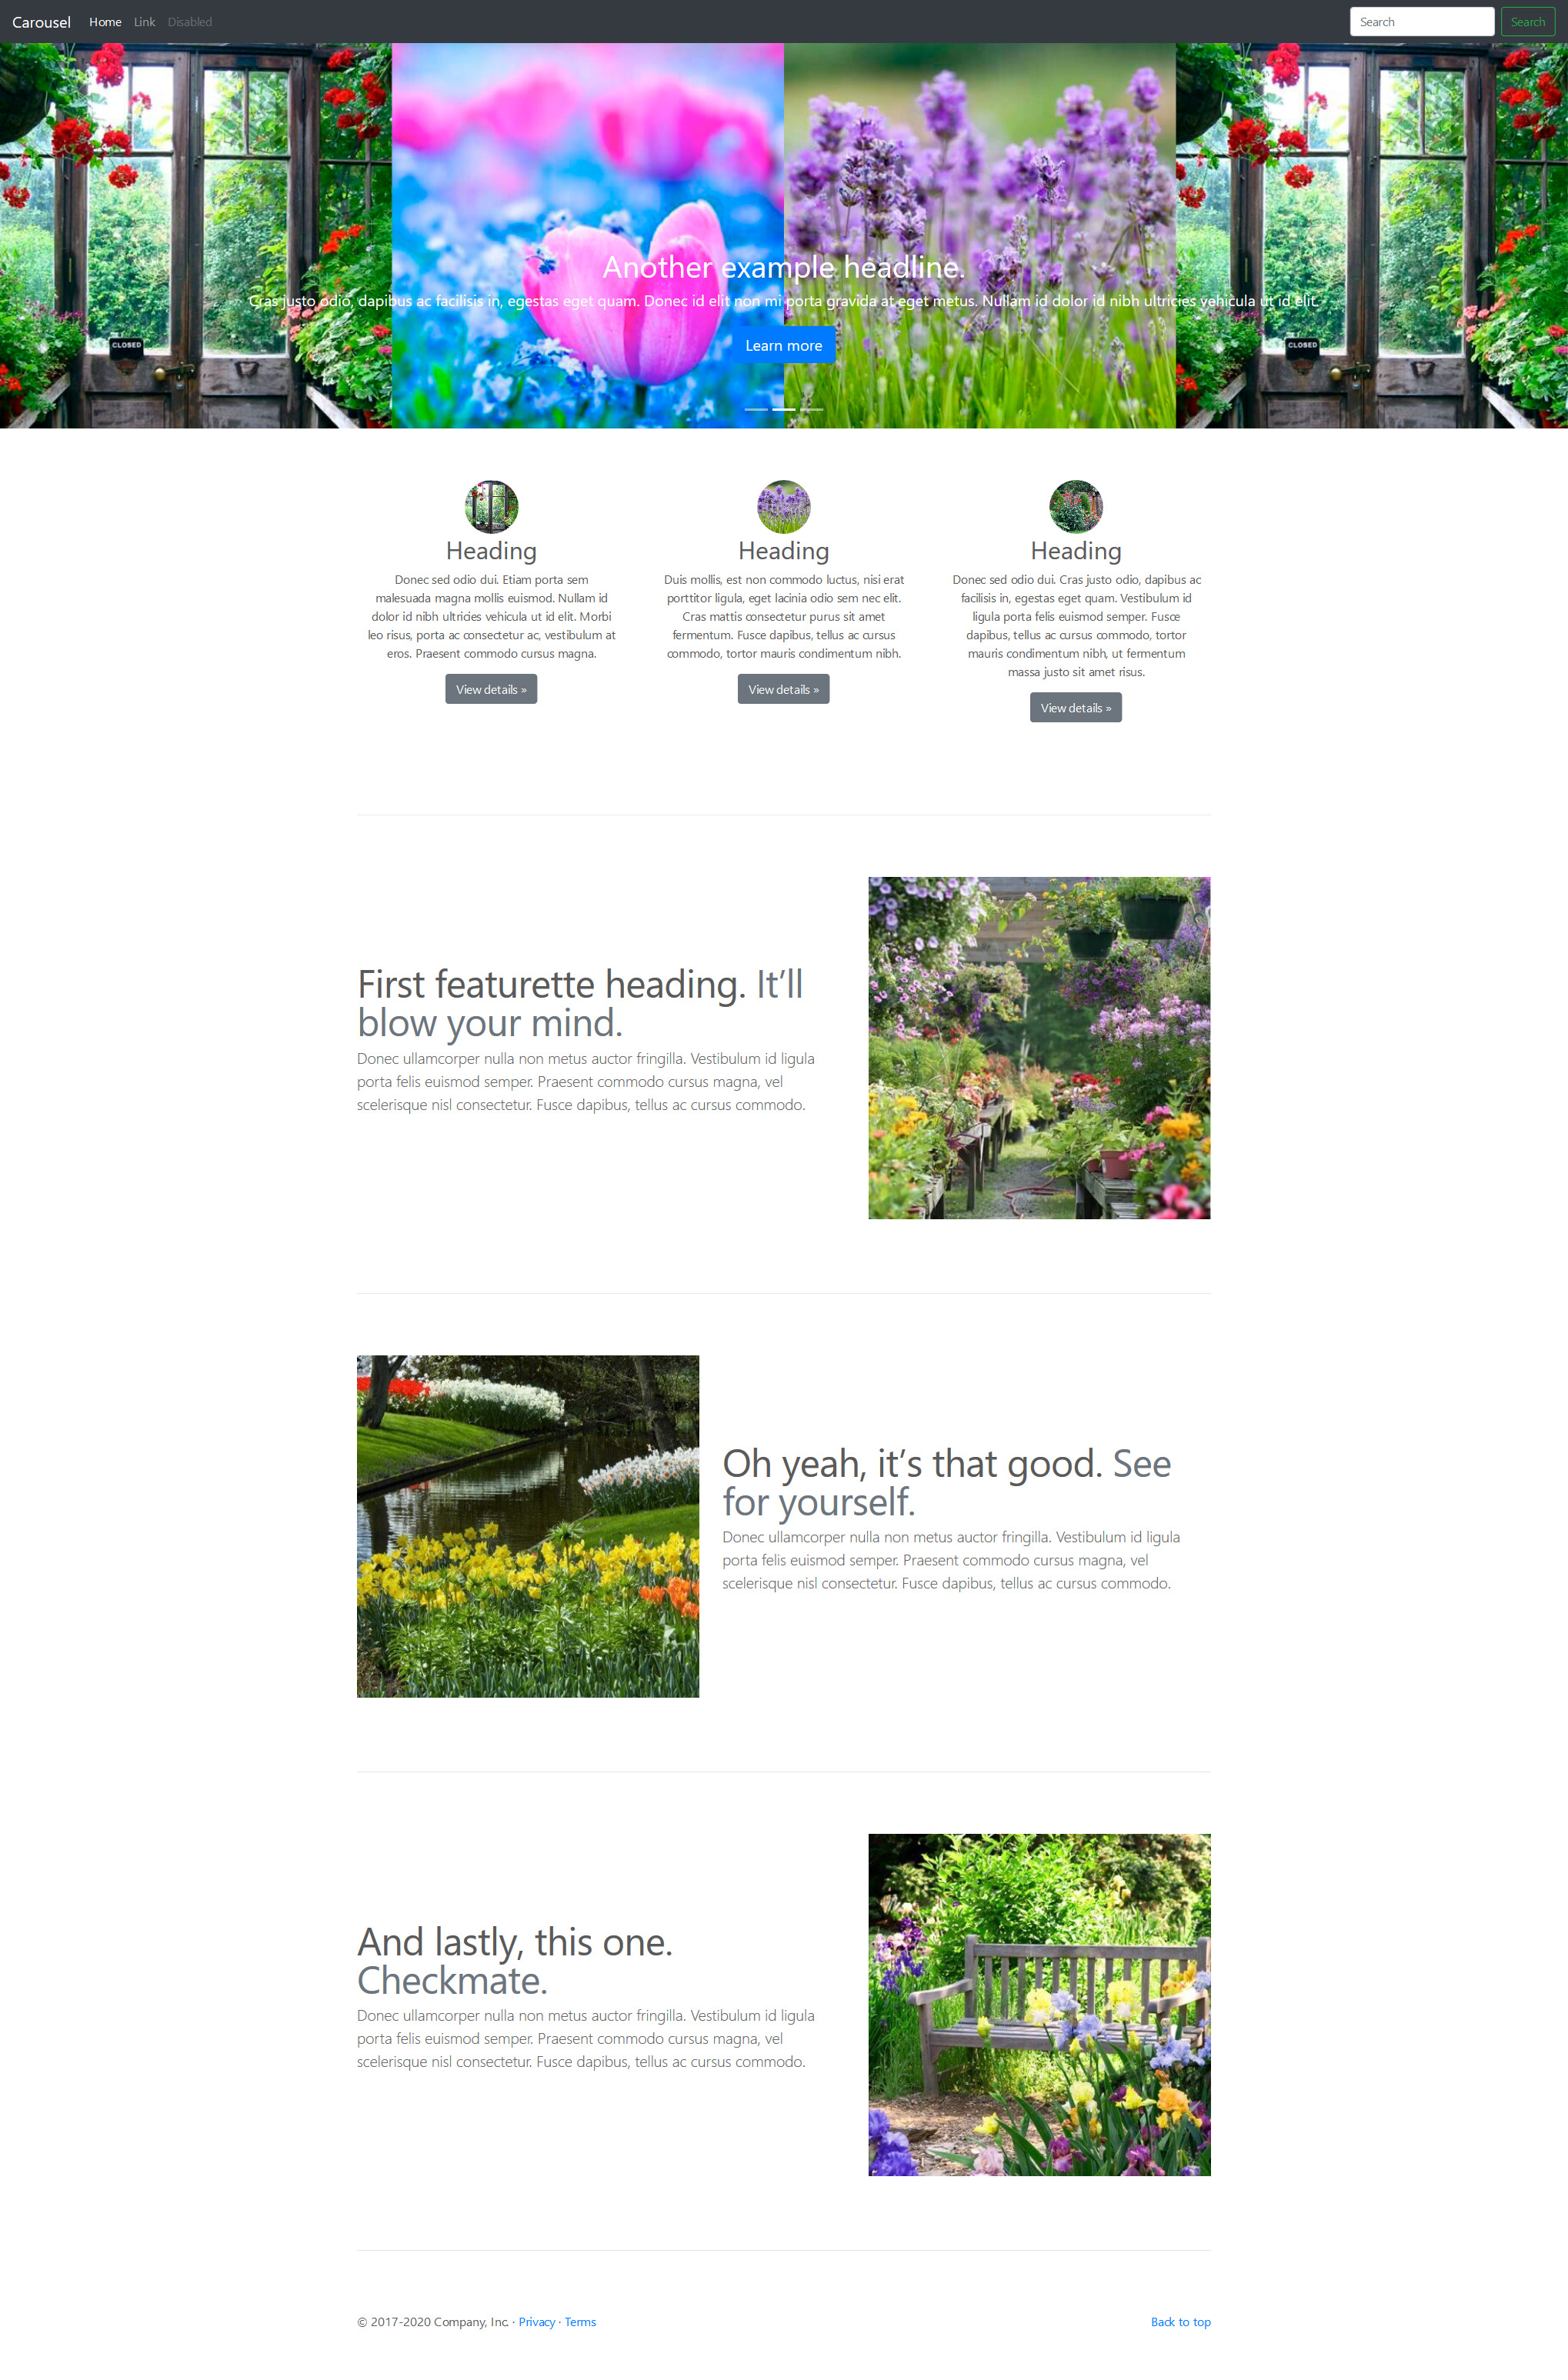 Carousel Home Link Disabled Search Search
Another example headline.
Cras justo odio, dapibus ac facilisis in, egestas eget quam. Donec id elit non mi porta gravida at eget metus. Nullam id dolor id nibh ultricies vehicula ut id elit.
CLOSED
CLOSED
Learn more
Heading
Donec sed odio dui. Etiam porta sem
malesuada magna mollis euismod. Nullam id
dolor id nibh ultricies vehicula ut id elit. Morbi
leo risus, porta ac consectetur ac, vestibulum at
eros. Praesent commodo cursus magna.
View details »
Heading
Duis mollis, est non commodo luctus, nisi erat
porttitor ligula, eget lacinia odio sem nec elit.
Cras mattis consectetur purus sit amet
fermentum. Fusce dapibus, tellus ac cursus
commodo, tortor mauris condimentum nibh.
View details »
Heading
Donec sed odio dui. Cras justo odio, dapibus ac
facilisis in, egestas eget quam. Vestibulum id
ligula porta felis euismod semper. Fusce
dapibus, tellus ac cursus commodo, tortor
mauris condimentum nibh, ut fermentum
massa justo sit amet risus.
View details »
First featurette heading. It’ll
blow your mind.
Donec ullamcorper nulla non metus auctor fringilla. Vestibulum id ligula
porta felis euismod semper. Praesent commodo cursus magna, vel
scelerisque nisl consectetur. Fusce dapibus, tellus ac cursus commodo.
Oh yeah, it’s that good. See
for yourself.
Donec ullamcorper nulla non metus auctor fringilla. Vestibulum id ligula
porta felis euismod semper. Praesent commodo cursus magna, vel
scelerisque nisl consectetur. Fusce dapibus, tellus ac cursus commodo.
And lastly, this one.
Checkmate.
Donec ullamcorper nulla non metus auctor fringilla. Vestibulum id ligula
porta felis euismod semper. Praesent commodo cursus magna, vel
scelerisque nisl consectetur. Fusce dapibus, tellus ac cursus commodo.
© 2017-2020 Company, Inc. · Privacy · Terms
Back to top